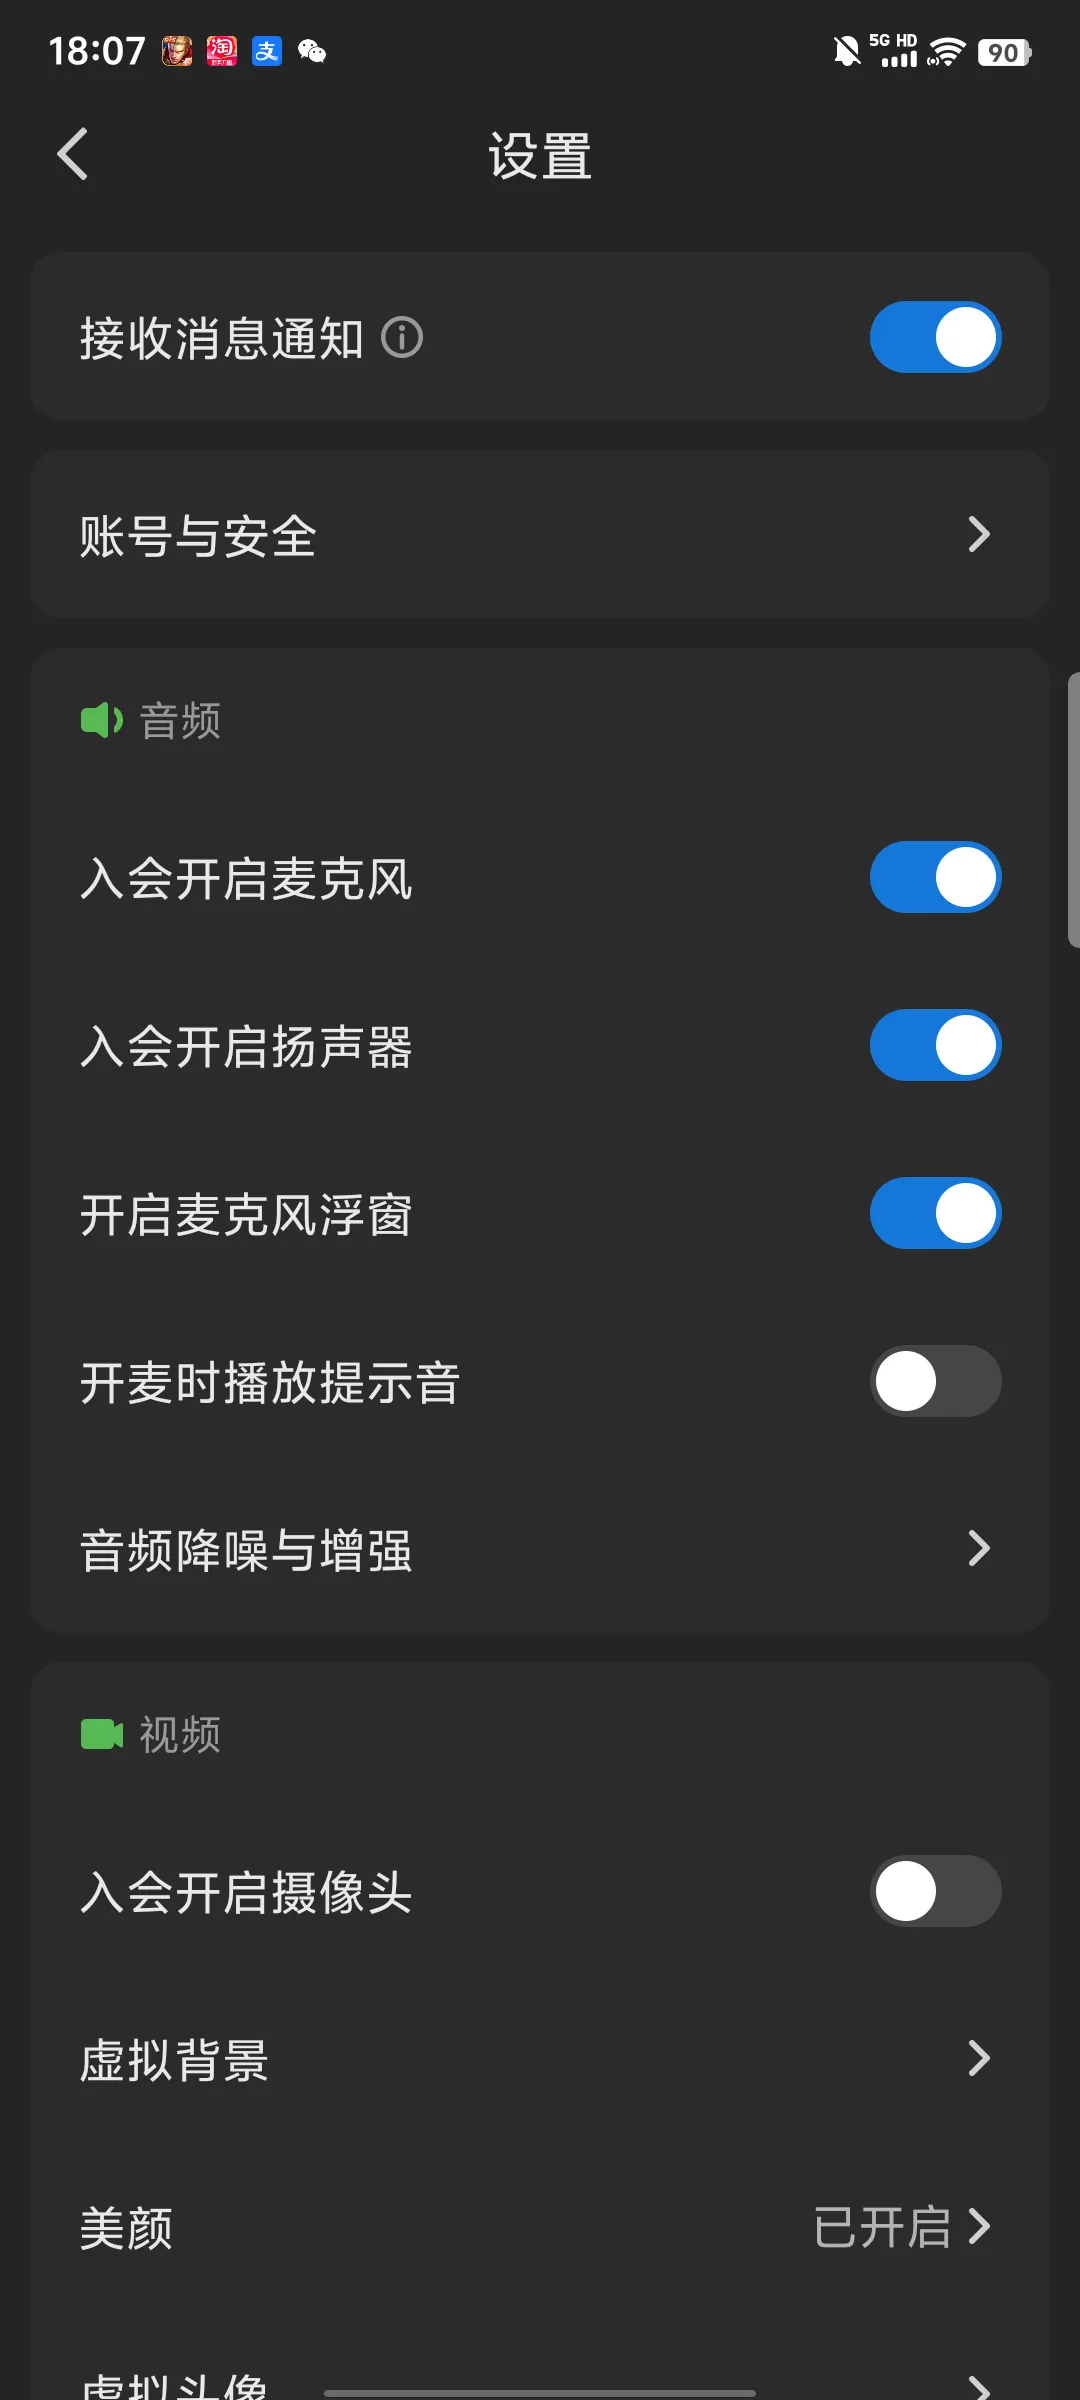 18:07
5G HD
90
设置
接收消息通知
账号与安全
音频
入会开启麦克风
入会开启扬声器
开启麦克风浮窗
开麦时播放提示音
音频降噪与增强
视频
入会开启摄像头
虚拟背景
美颜 已开启
虚拟头像